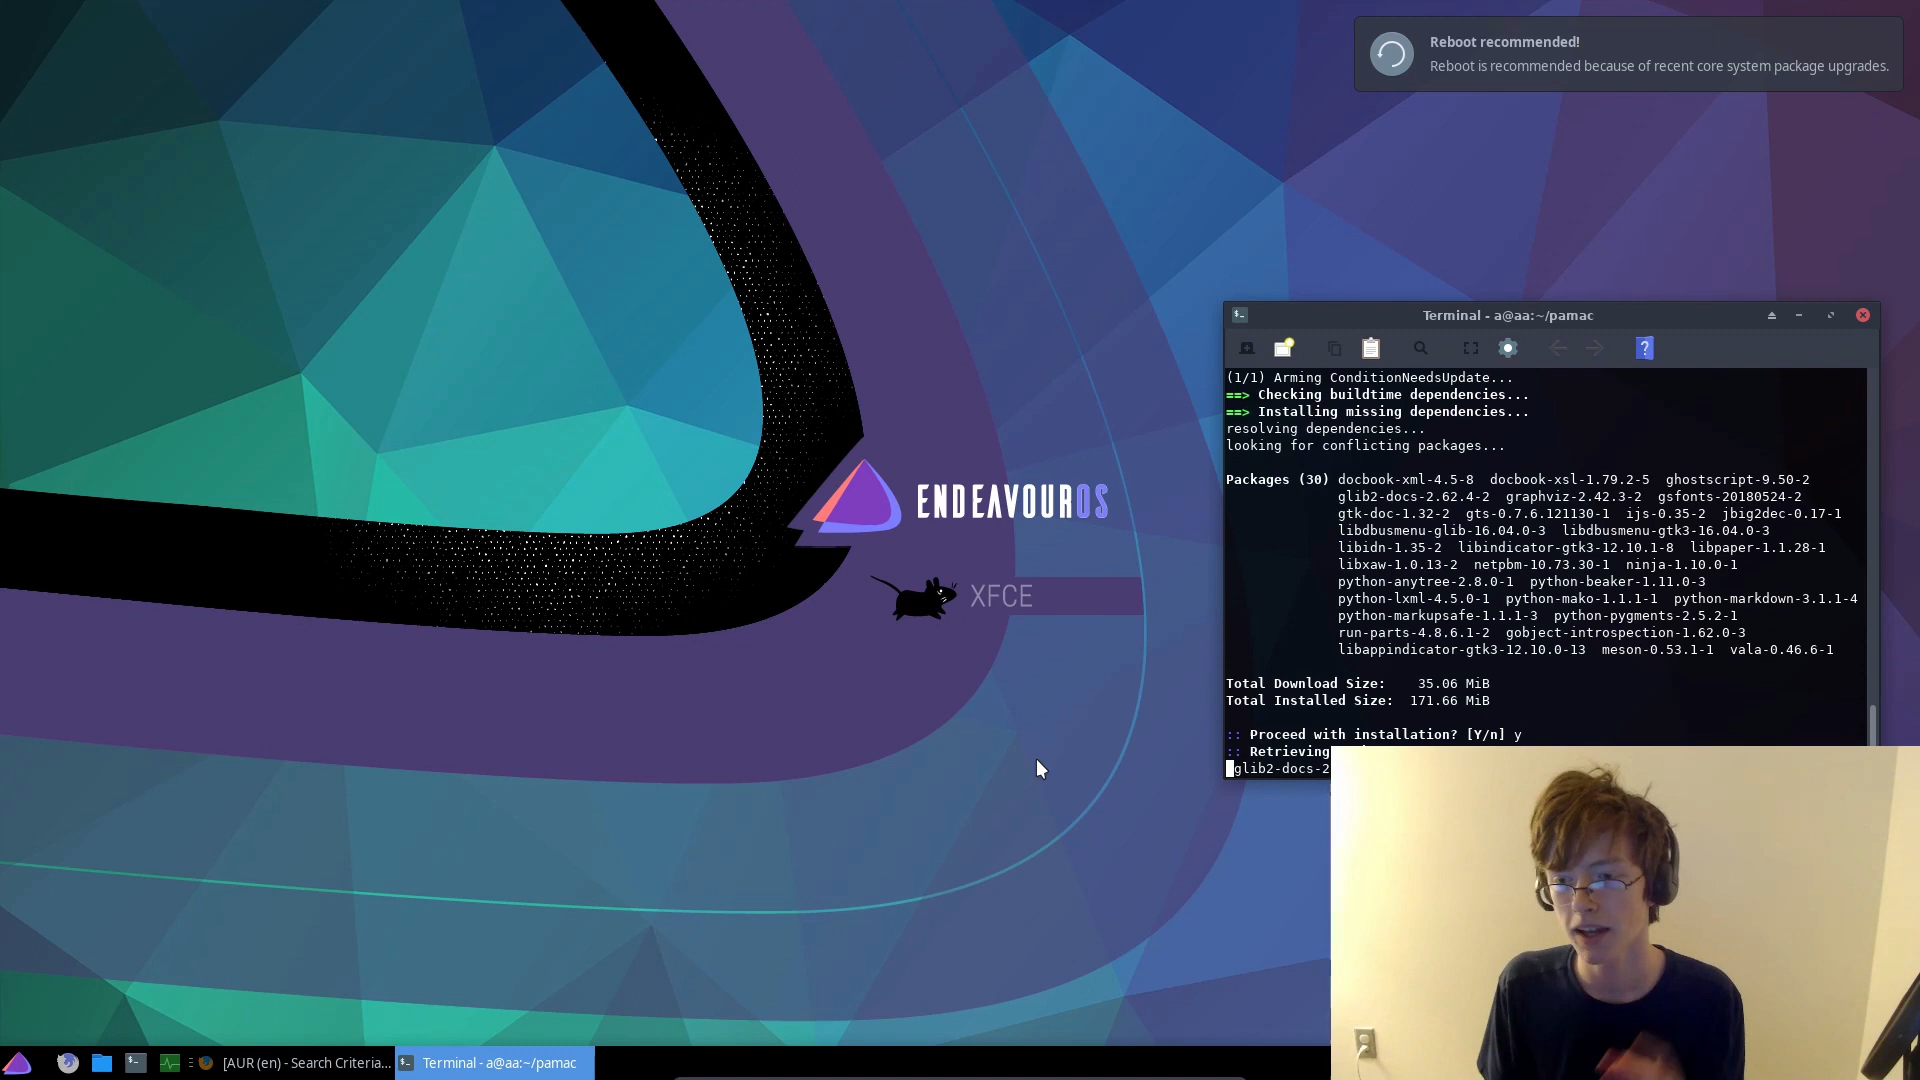 Reboot recommended!
Reboot is recommended because of recent core system package upgrades.
Terminal - a@aa:~/pamac
(1/1) Arming ConditionNeedsUpdate...
==> Checking buildtime dependencies...
==> Installing missing dependencies...
resolving dependencies...
looking for conflicting packages...
Packages (30) docbook-xml-4.5-8 docbook-xsl-1.79.2-5 ghostscript-9.50-2
glib2-docs-2.62.4-2 graphviz-2.42.3-2 gsfonts-20180524-2
gtk-doc-1.32-2 gts-0.7.6.121130-1 ijs-0.35-2 jbig2dec-0.17-1
libdbusmenu-glib-16.04.0-3 libdbusmenu-gtk3-16.04.0-3
libidn-1.35-2 libindicator-gtk3-12.10.1-8 libpaper-1.1.28-1
libxaw-1.0.13-2 netpbm-10.73.30-1 ninja-1.10.0-1
python-anytree-2.8.0-1 python-beaker-1.11.0-3
python-lxml-4.5.0-1 python-mako-1.1.1-1 python-markdown-3.1.1-4
python-markupsafe-1.1.1-3 python-pygments-2.5.2-1
run-parts-4.8.6.1-2 gobject-introspection-1.62.0-3
libappindicator-gtk3-12.10.0-13 meson-0.53.1-1 vala-0.46.6-1
Total Download Size: 35.06 MiB
Total Installed Size: 171.66 MiB
:: Proceed with installation? [Y/n] y
:: Retrieving
glib2-docs-2
ENDEAVOUROS
XFCE
[AUR (en) - Search Criteria...
Terminal - a@aa:~/pamac